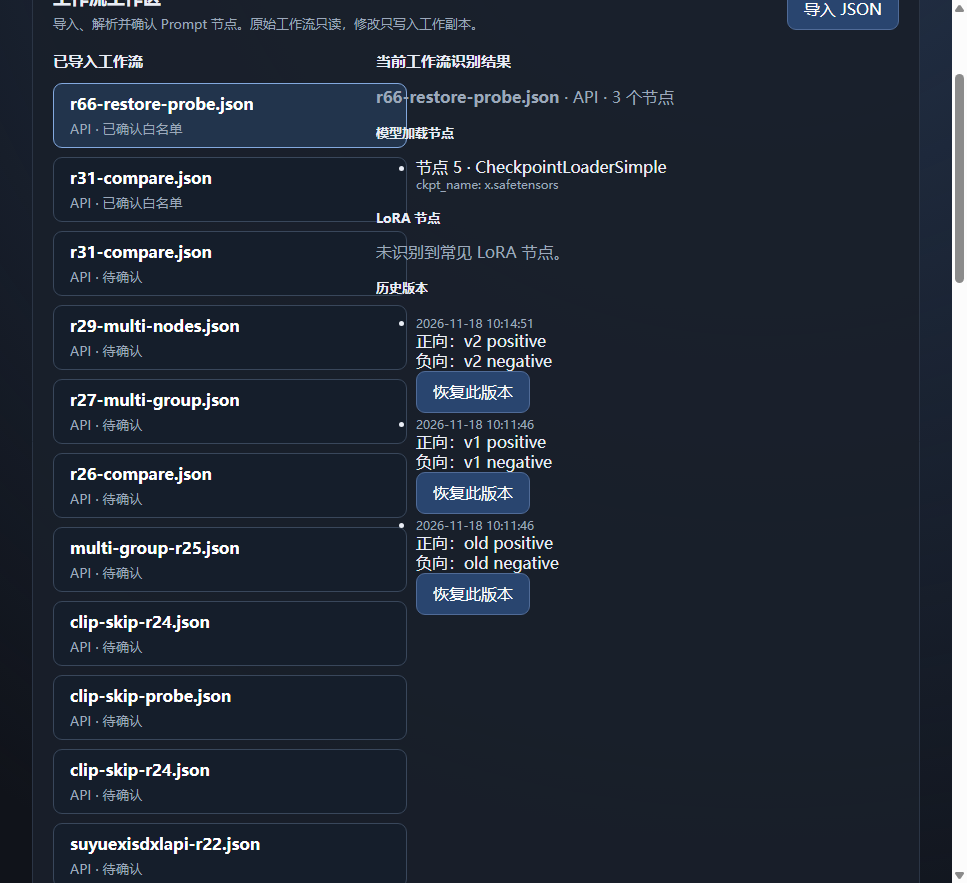 工作流工作区
导入、解析并确认 Prompt 节点。原始工作流只读，修改只写入工作副本。
导入 JSON
已导入工作流
r66-restore-probe.json
API · 已确认白名单
r31-compare.json
API · 已确认白名单
r31-compare.json
API · 待确认
r29-multi-nodes.json
API · 待确认
r27-multi-group.json
API · 待确认
r26-compare.json
API · 待确认
multi-group-r25.json
API · 待确认
clip-skip-r24.json
API · 待确认
clip-skip-probe.json
API · 待确认
clip-skip-r24.json
API · 待确认
suyuexisdxlapi-r22.json
API · 待确认
当前工作流识别结果
r66-restore-probe.json · API · 3 个节点
模型加载节点
节点 5 · CheckpointLoaderSimple
ckpt_name: x.safetensors
LoRA 节点
未识别到常见 LoRA 节点。
历史版本
2026-11-18 10:14:51
正向：v2 positive
负向：v2 negative
恢复此版本
2026-11-18 10:11:46
正向：v1 positive
负向：v1 negative
恢复此版本
2026-11-18 10:11:46
正向：old positive
负向：old negative
恢复此版本